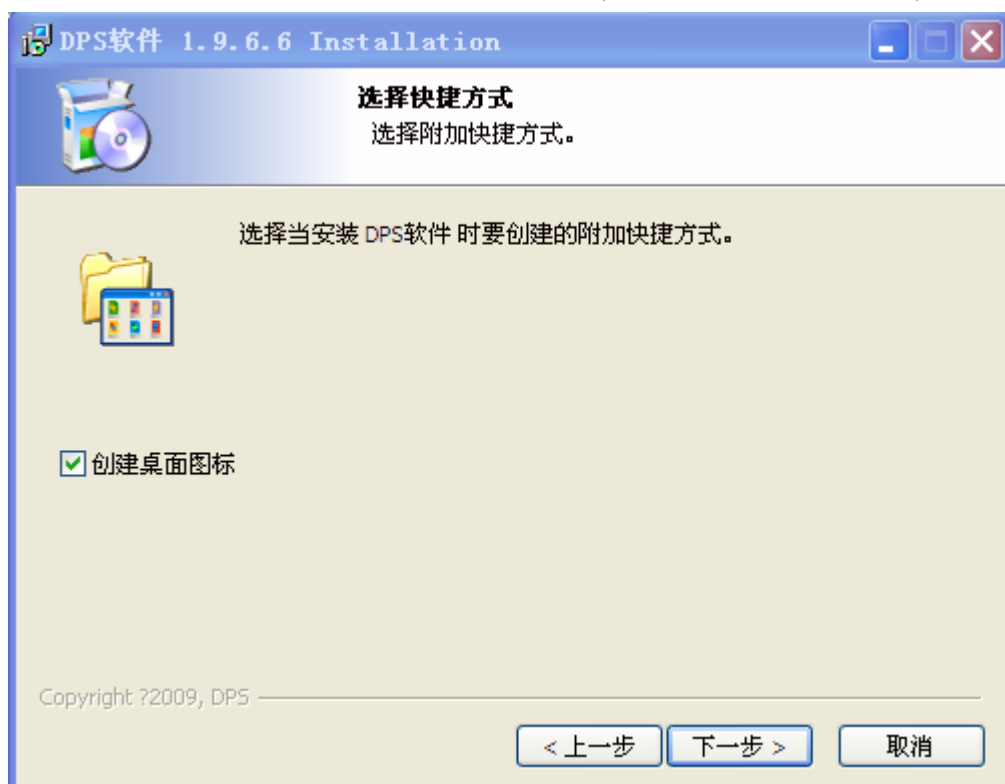 DPS软件 1.9.6.6 Installation
选择快捷方式
选择附加快捷方式。
选择当安装 DPS软件 时要创建的附加快捷方式。
创建桌面图标
Copyright ?2009, DPS
< 上一步 下一步 > 取消